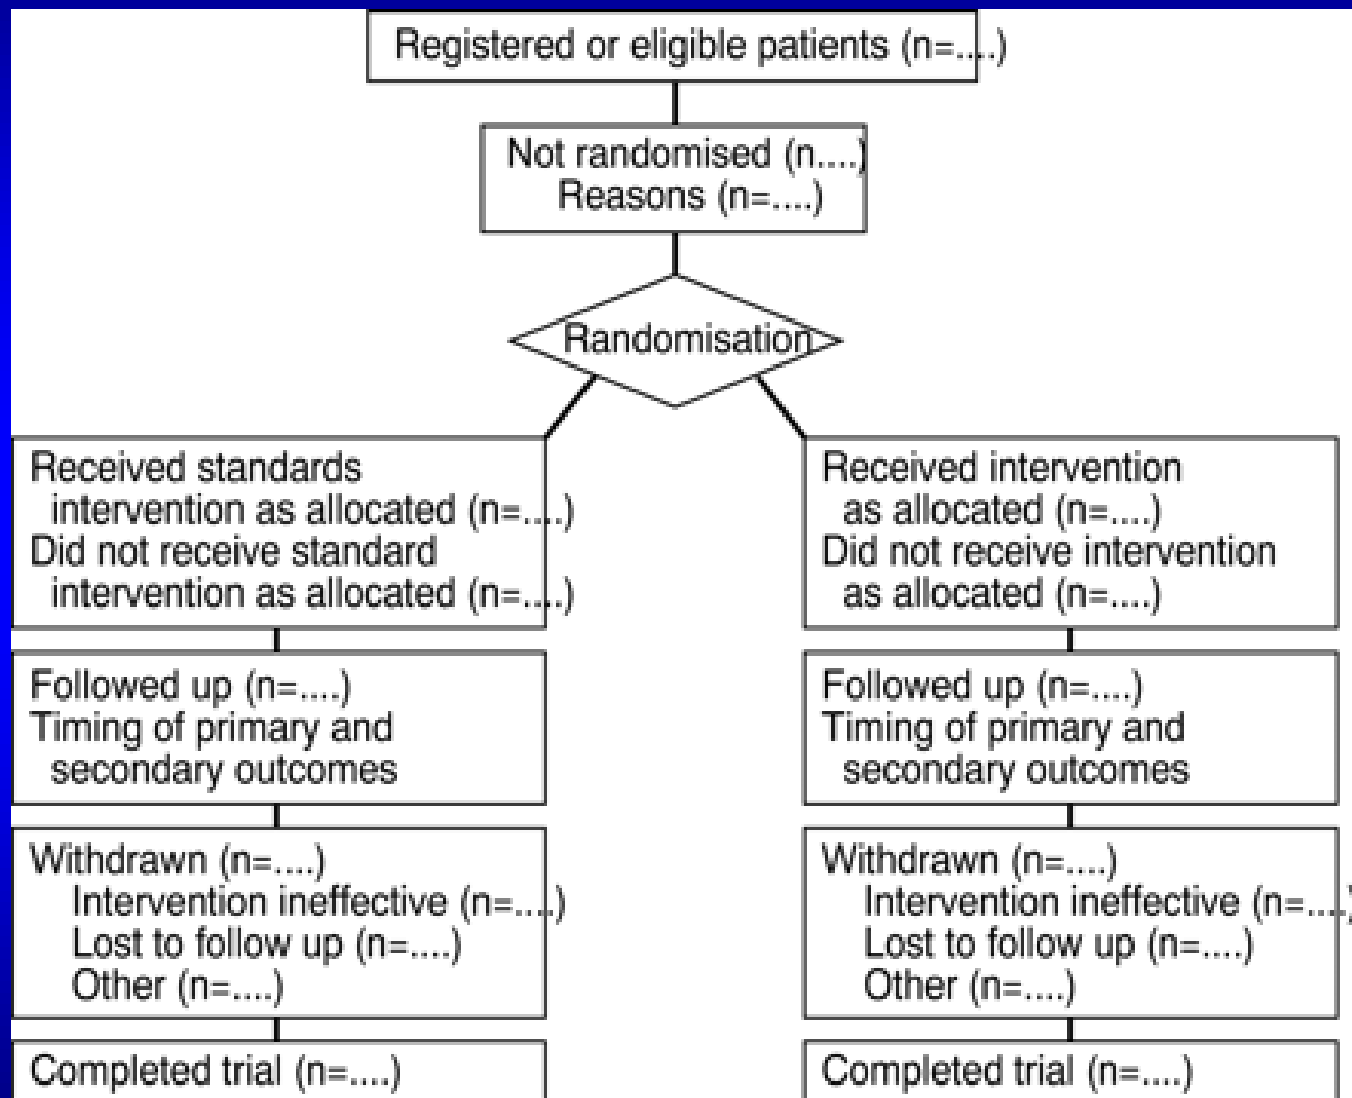 Registered or eligible patients (n=....)
Not randomised (n....)
Reasons (n=....)
Randomisation
Received standards
intervention as allocated (n=....)
Did not receive standard
intervention as allocated (n=....)
Received intervention
as allocated (n=....)
Did not receive intervention
as allocated (n=....)
Followed up (n=....)
Timing of primary and
secondary outcomes
Followed up (n=....)
Timing of primary and
secondary outcomes
Withdrawn (n=....)
Intervention ineffective (n=....)
Lost to follow up (n=....)
Other (n=....)
Withdrawn (n=....)
Intervention ineffective (n=....)
Lost to follow up (n=....)
Other (n=....)
Completed trial (n=....)
Completed trial (n=....)